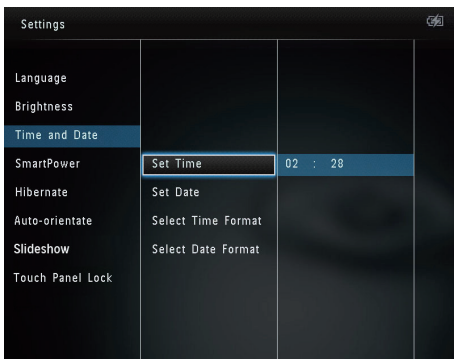 Settings
Language
Brightness
Time and Date
SmartPower
Set Time
02 : 28
Hibernate
Set Date
Auto-orientate
Select Time Format
Slideshow
Select Date Format
Touch Panel Lock